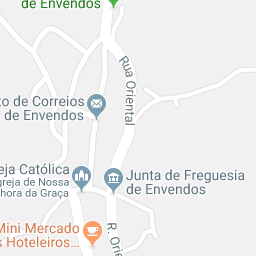 de Envendos
Rua Oriental
to de Correios
de Envendos
eja Católica
greja de Nossa
hora da Graça
Junta de Freguesia
de Envendos
Mini Mercado
s Hoteleiros...
R. Orie